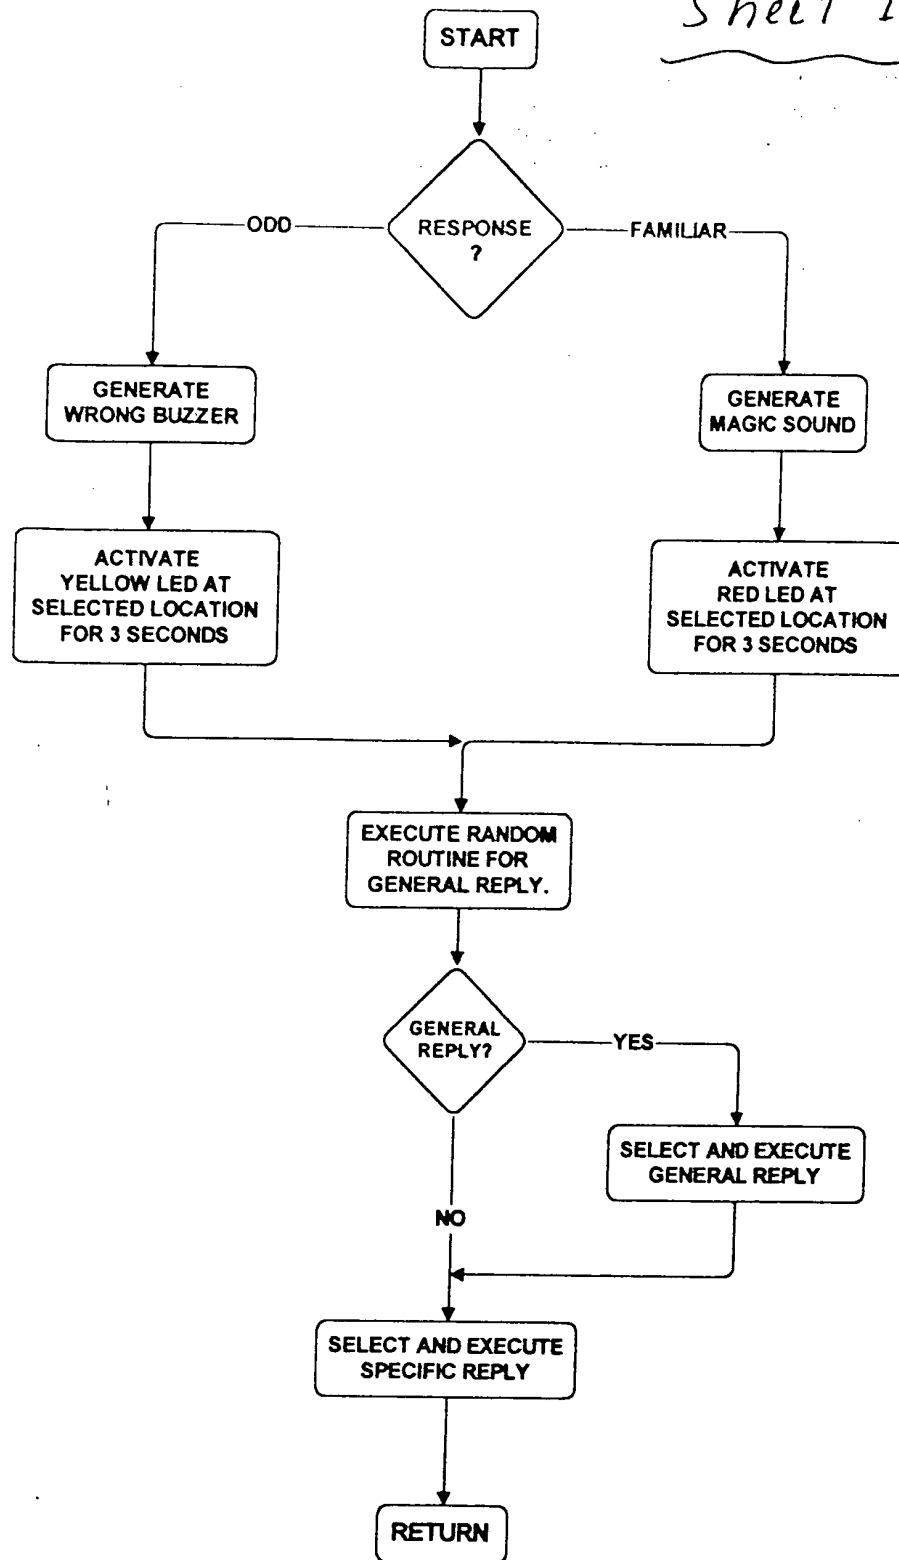 Sheet 1
START
RESPONSE
?
ODD
FAMILIAR
GENERATE
WRONG BUZZER
GENERATE
MAGIC SOUND
ACTIVATE
YELLOW LED AT
SELECTED LOCATION
FOR 3 SECONDS
ACTIVATE
RED LED AT
SELECTED LOCATION
FOR 3 SECONDS
EXECUTE RANDOM
ROUTINE FOR
GENERAL REPLY.
GENERAL
REPLY?
YES
SELECT AND EXECUTE
GENERAL REPLY
NO
SELECT AND EXECUTE
SPECIFIC REPLY
RETURN